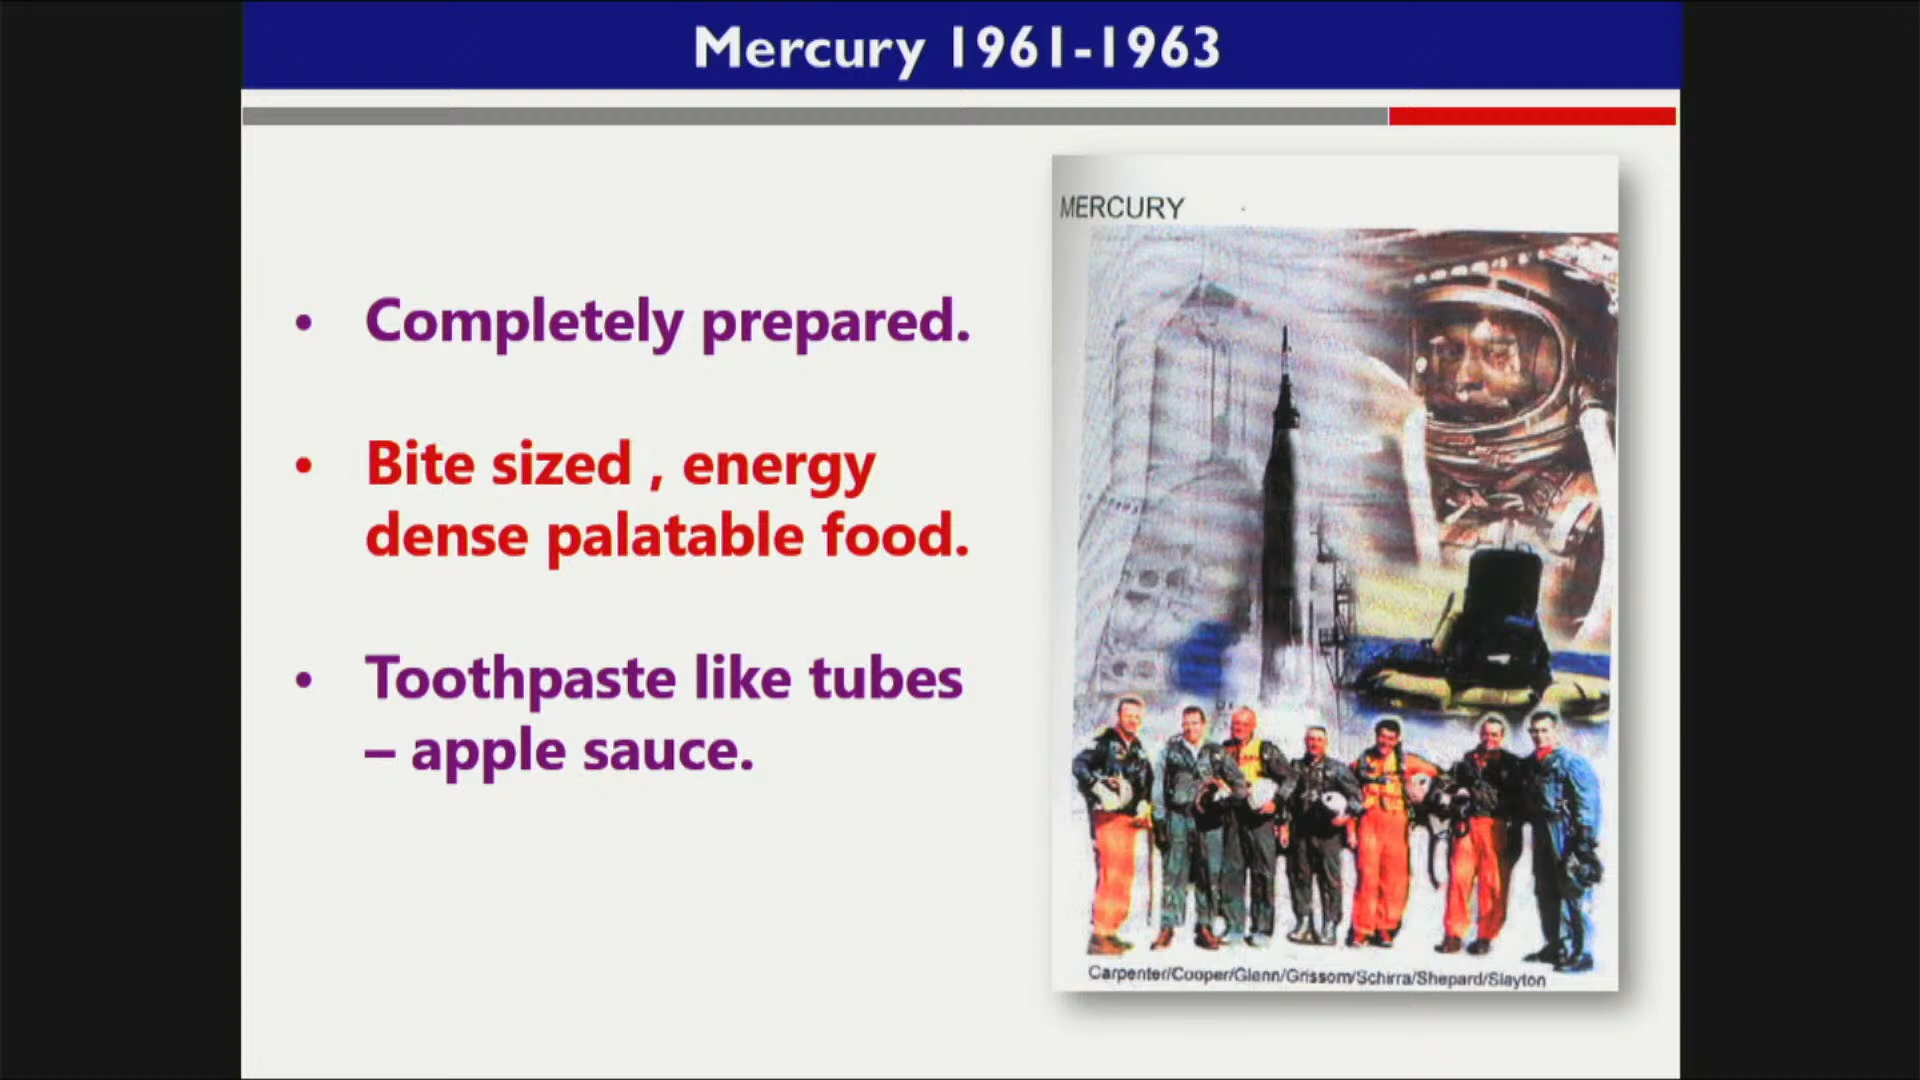 Mercury 1961-1963
• Completely prepared.
• Bite sized , energy
dense palatable food.
• Toothpaste like tubes
– apple sauce.
MERCURY
Carpenter/Cooper/Glenn/Grissom/Schirra/Shepard/Slayton